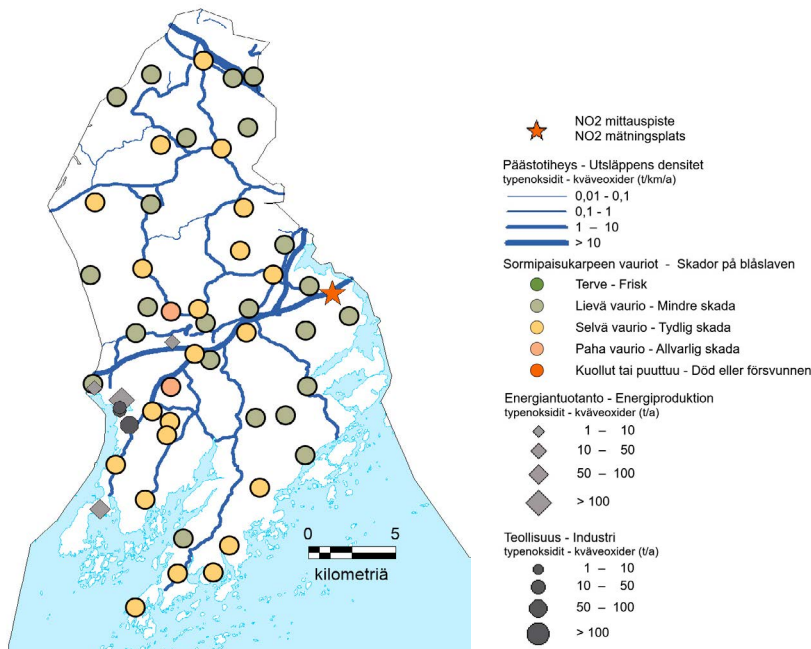 NO2 mittauspiste
NO2 mätningsplats
Päästotiheys - Utsläppens densitet
typenoksidit - kväveoxider (t/km/a)
0,01 - 0,1
0,1 - 1
1 – 10
> 10
Sormipaisukarpeen vauriot - Skador på blåslaven
Terve - Frisk
Lievä vaurio - Mindre skada
Selvä vaurio - Tydlig skada
Paha vaurio - Allvarlig skada
Kuollut tai puuttuu - Död eller försvunnen
Energiantuotanto - Energiproduktion
typenoksidit - kväveoxider (t/a)
1 – 10
10 – 50
50 – 100
> 100
Teollisuus - Industri
typenoksidit - kväveoxider (t/a)
1 – 10
10 – 50
50 – 100
> 100
0 5
kilometriä